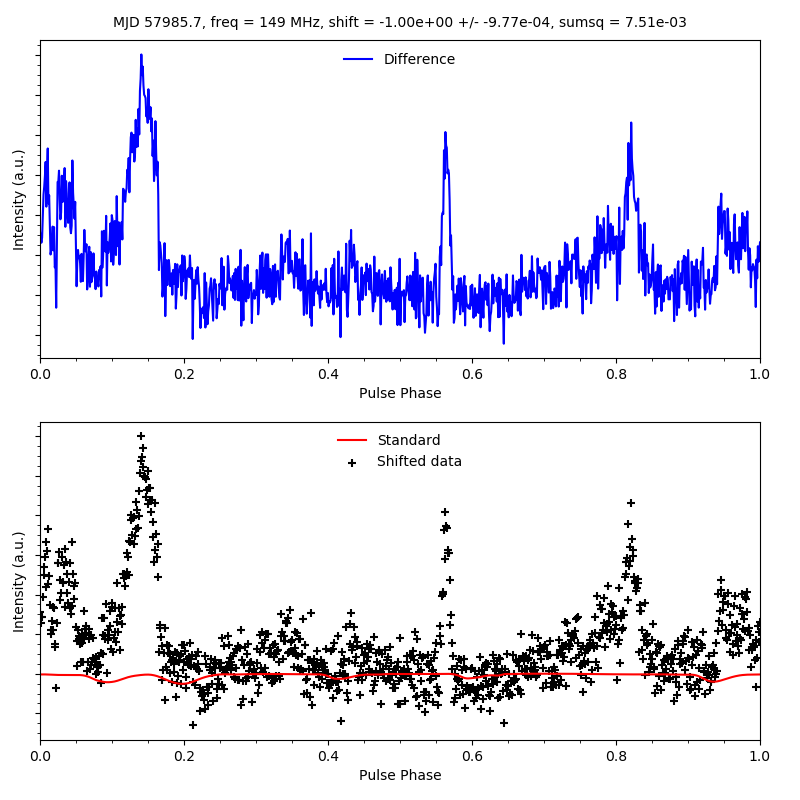 MJD 57985.7, freq = 149 MHz, shift = -1.00e+00 +/- -9.77e-04, sumsq = 7.51e-03
Difference
Intensity (a.u.)
0.0 0.2 0.4 0.6 0.8 1.0
Pulse Phase
Standard
Shifted data
Intensity (a.u.)
0.0 0.2 0.4 0.6 0.8 1.0
Pulse Phase